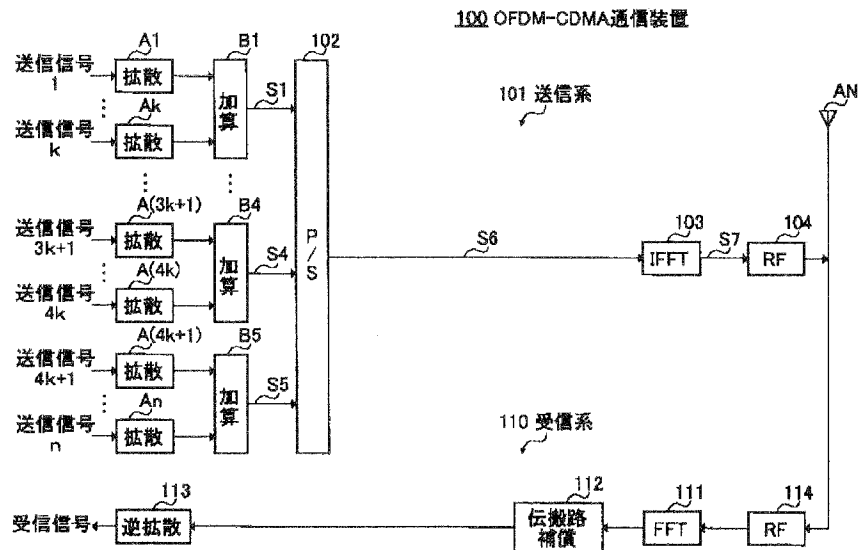 100 OFDM-CDMA通信装置
A1
B1
102
送信信号
1
拡散
加算
S1
101 送信系
AN
Ak
送信信号
k
拡散
A(3k+1)
B4
送信信号
3k+1
拡散
加算
S4
P/S
S6
103
IFFT
S7
104
RF
A(4k)
送信信号
4k
拡散
A(4k+1)
B5
送信信号
4k+1
拡散
加算
S5
An
送信信号
n
拡散
110 受信系
113
112
111
114
受信信号
逆拡散
伝搬路
補償
FFT
RF